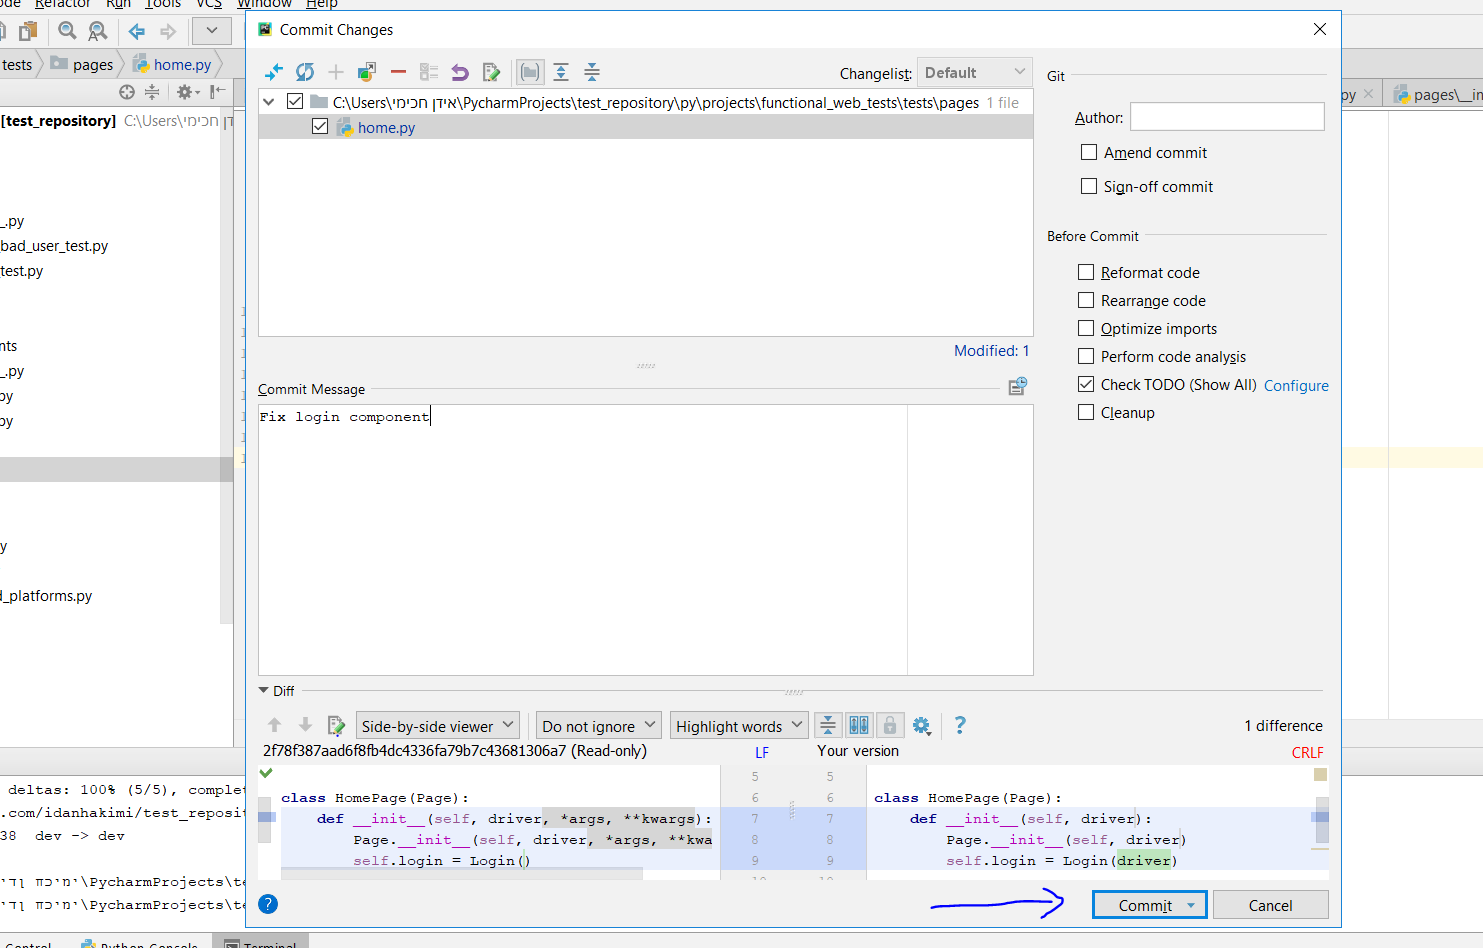 ode Refactor Run Tools VCS Window Help
tests pages home.py
[test_repository] C:\Users\אידן חכימי
_.py
bad_user_test.py
test.py
nts
_.py
py
py
y
d_platforms.py
deltas: 100% (5/5), complet
.com/idanhakimi/test_reposit
38 dev -> dev
ידן חכימי\PycharmProjects\te
ידן חכימי\PycharmProjects\te
Control Python Console Terminal
Commit Changes
Changelist: Default
C:\Users\אידן חכימי\PycharmProjects\test_repository\py\projects\functional_web_tests\tests\pages 1 file
home.py
Modified: 1
Commit Message
Fix login component
Git
Author:
Amend commit
Sign-off commit
Before Commit
Reformat code
Rearrange code
Optimize imports
Perform code analysis
Check TODO (Show All) Configure
Cleanup
Diff
Side-by-side viewer Do not ignore Highlight words ? 1 difference
2f78f387aad6f8fb4dc4336fa79b7c43681306a7 (Read-only) LF Your version CRLF
5 5
class HomePage(Page): 6 6 class HomePage(Page):
def __init__(self, driver, *args, **kwargs): 7 7 def __init__(self, driver):
Page.__init__(self, driver, *args, **kwa 8 8 Page.__init__(self, driver)
self.login = Login() 9 9 self.login = Login(driver)
? Commit Cancel
py pages\__in